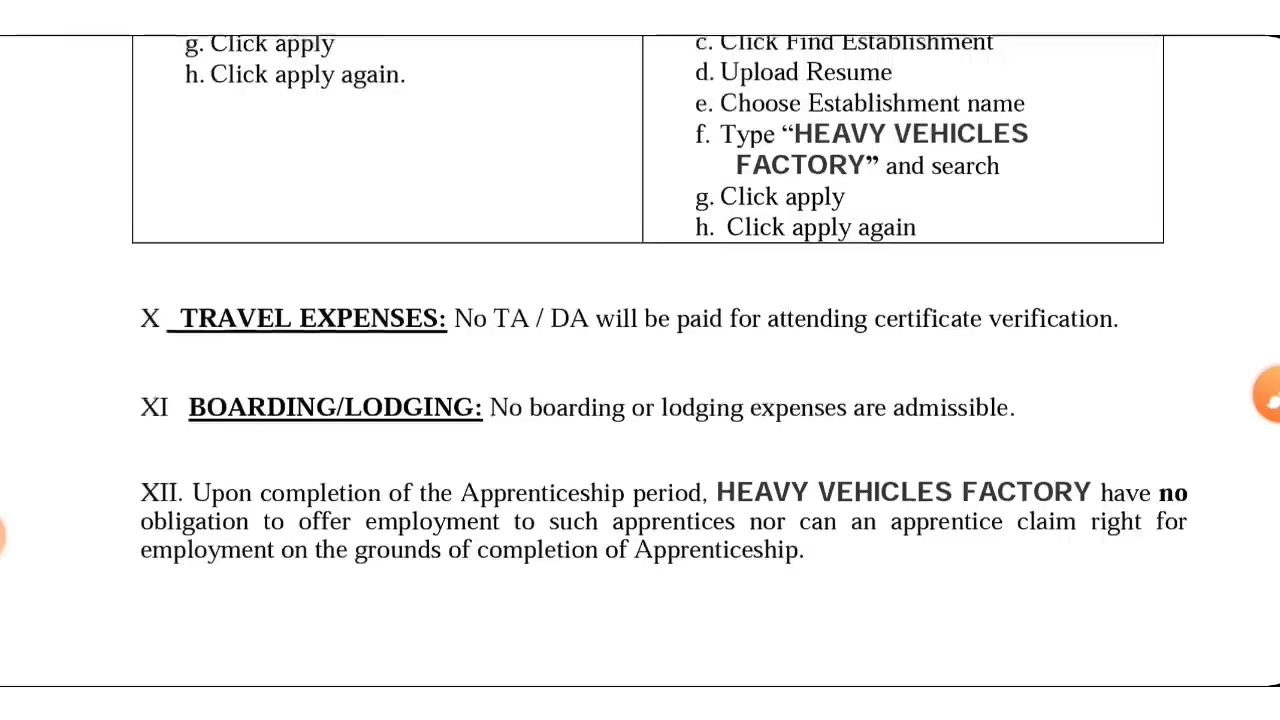 g. Click apply
h. Click apply again.
c. Click Find Establishment
d. Upload Resume
e. Choose Establishment name
f. Type “HEAVY VEHICLES
FACTORY” and search
g. Click apply
h. Click apply again
X TRAVEL EXPENSES: No TA / DA will be paid for attending certificate verification.
XI BOARDING/LODGING: No boarding or lodging expenses are admissible.
XII. Upon completion of the Apprenticeship period, HEAVY VEHICLES FACTORY have no
obligation to offer employment to such apprentices nor can an apprentice claim right for
employment on the grounds of completion of Apprenticeship.